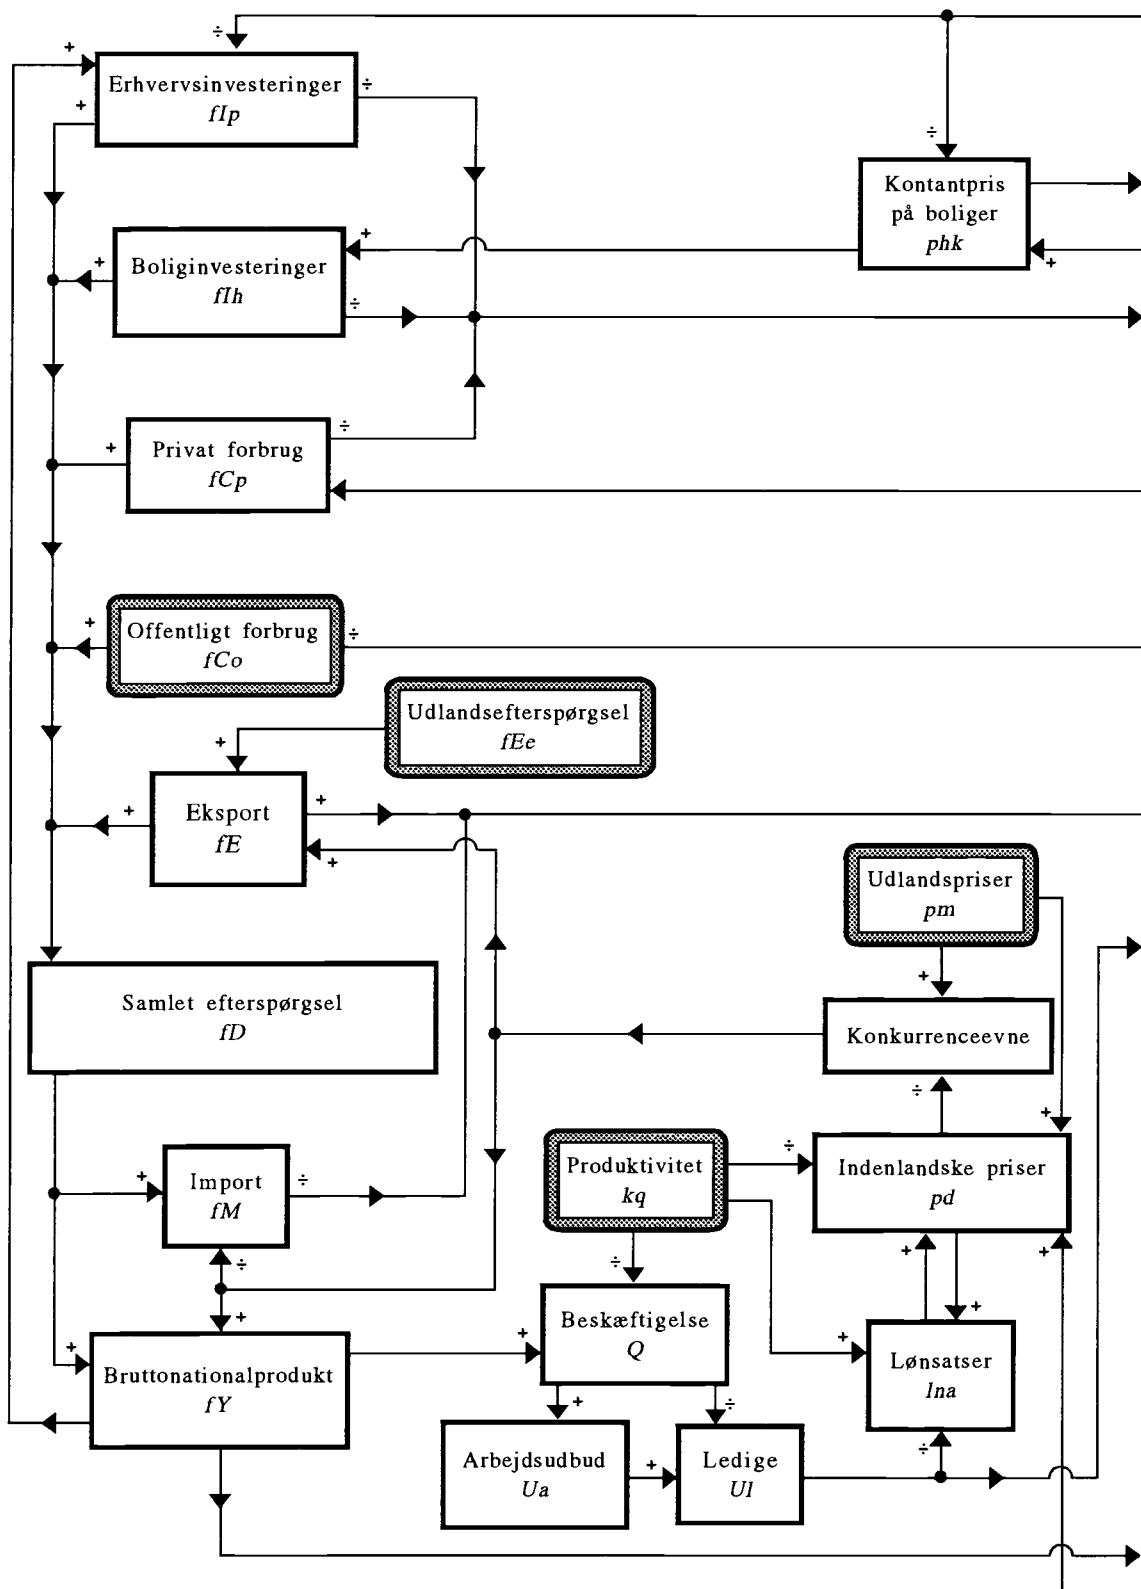 Erhvervsinvesteringer
fIp
Kontantpris
på boliger
phk
Boliginvesteringer
fIh
Privat forbrug
fCp
Offentligt forbrug
fCo
Udlandsefterspørgsel
fEe
Eksport
fE
Udlandspriser
pm
Samlet efterspørgsel
fD
Konkurrenceevne
Import
fM
Produktivitet
kq
Indenlandske priser
pd
Beskæftigelse
Q
Lønsatser
lna
Bruttonationalprodukt
fY
Arbejdsudbud
Ua
Ledige
Ul